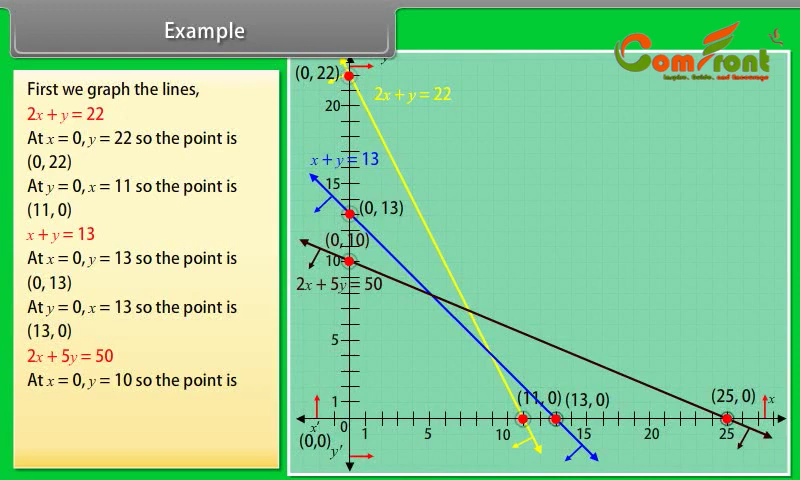 Example
ComFront
Inspire. Guide. and Encourage
First we graph the lines,
2x + y = 22
At x = 0, y = 22 so the point is
(0, 22)
At y = 0, x = 11 so the point is
(11, 0)
x + y = 13
At x = 0, y = 13 so the point is
(0, 13)
At y = 0, x = 13 so the point is
(13, 0)
2x + 5y = 50
At x = 0, y = 10 so the point is
y
(0, 22)
2x + y = 22
20
x + y = 13
15
(0, 13)
(0, 10)
10
2x + 5y = 50
5
1
(11, 0) (13, 0)
(25, 0)
x
x′ 0 1 5 10 15 20 25
(0,0)
y′